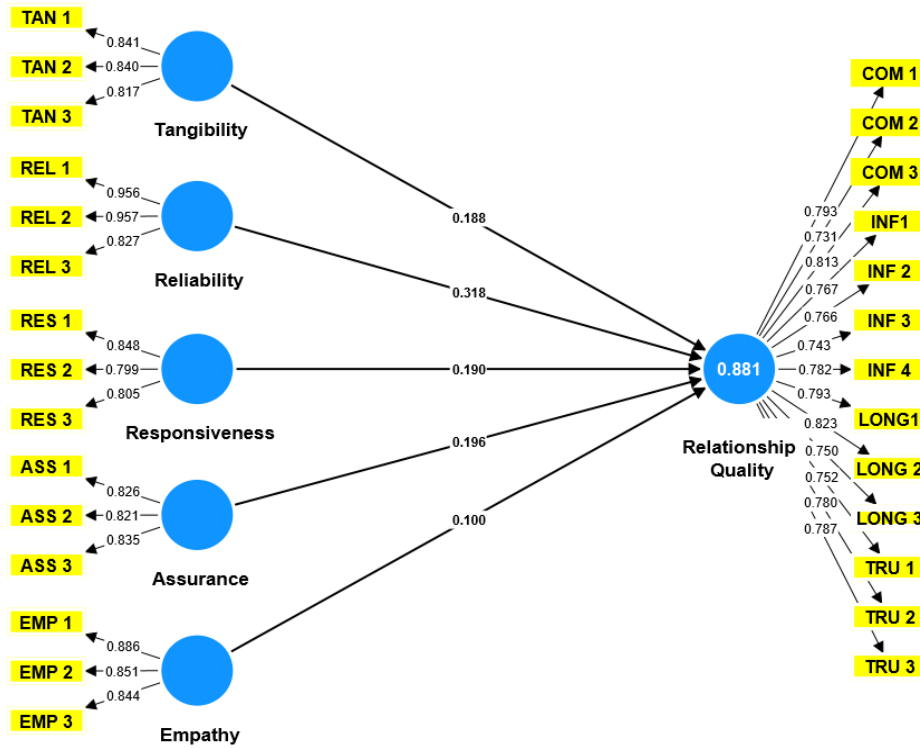 TAN 1
0.841
TAN 2
0.840
TAN 3
0.817
Tangibility
REL 1
0.956
REL 2
0.957
REL 3
0.827
Reliability
RES 1
0.848
RES 2
0.799
RES 3
0.805
Responsiveness
ASS 1
0.826
ASS 2
0.821
ASS 3
0.835
Assurance
EMP 1
0.886
EMP 2
0.851
EMP 3
0.844
Empathy
0.188
0.318
0.190
0.196
0.100
0.881
Relationship
Quality
0.793
0.731
0.813
0.767
0.766
0.743
0.782
0.793
0.823
0.750
0.752
0.780
0.787
COM 1
COM 2
COM 3
INF1
INF 2
INF 3
INF 4
LONG1
LONG 2
LONG 3
TRU 1
TRU 2
TRU 3